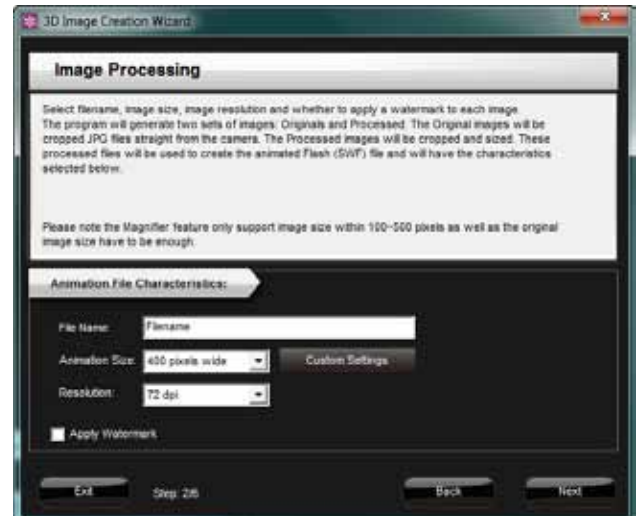 3D Image Creation Wizard
Image Processing
Select filename, image size, image resolution and whether to apply a watermark to each image.
The program will generate two sets of images: Originals and Processed. The Original images will be
cropped JPG files straight from the camera. The Processed images will be cropped and sized. These
processed files will be used to create the animated Flash (SWF) file and will have the characteristics
selected below.
Please note the Magnifier feature only support image size within 100~500 pixels as well as the original
image size have to be enough.
Animation File Characteristics:
File Name: Filename
Animation Size: 400 pixels wide Custom Settings
Resolution: 72 dpi
Apply Watermark
Exit Step: 2/6 Back Next